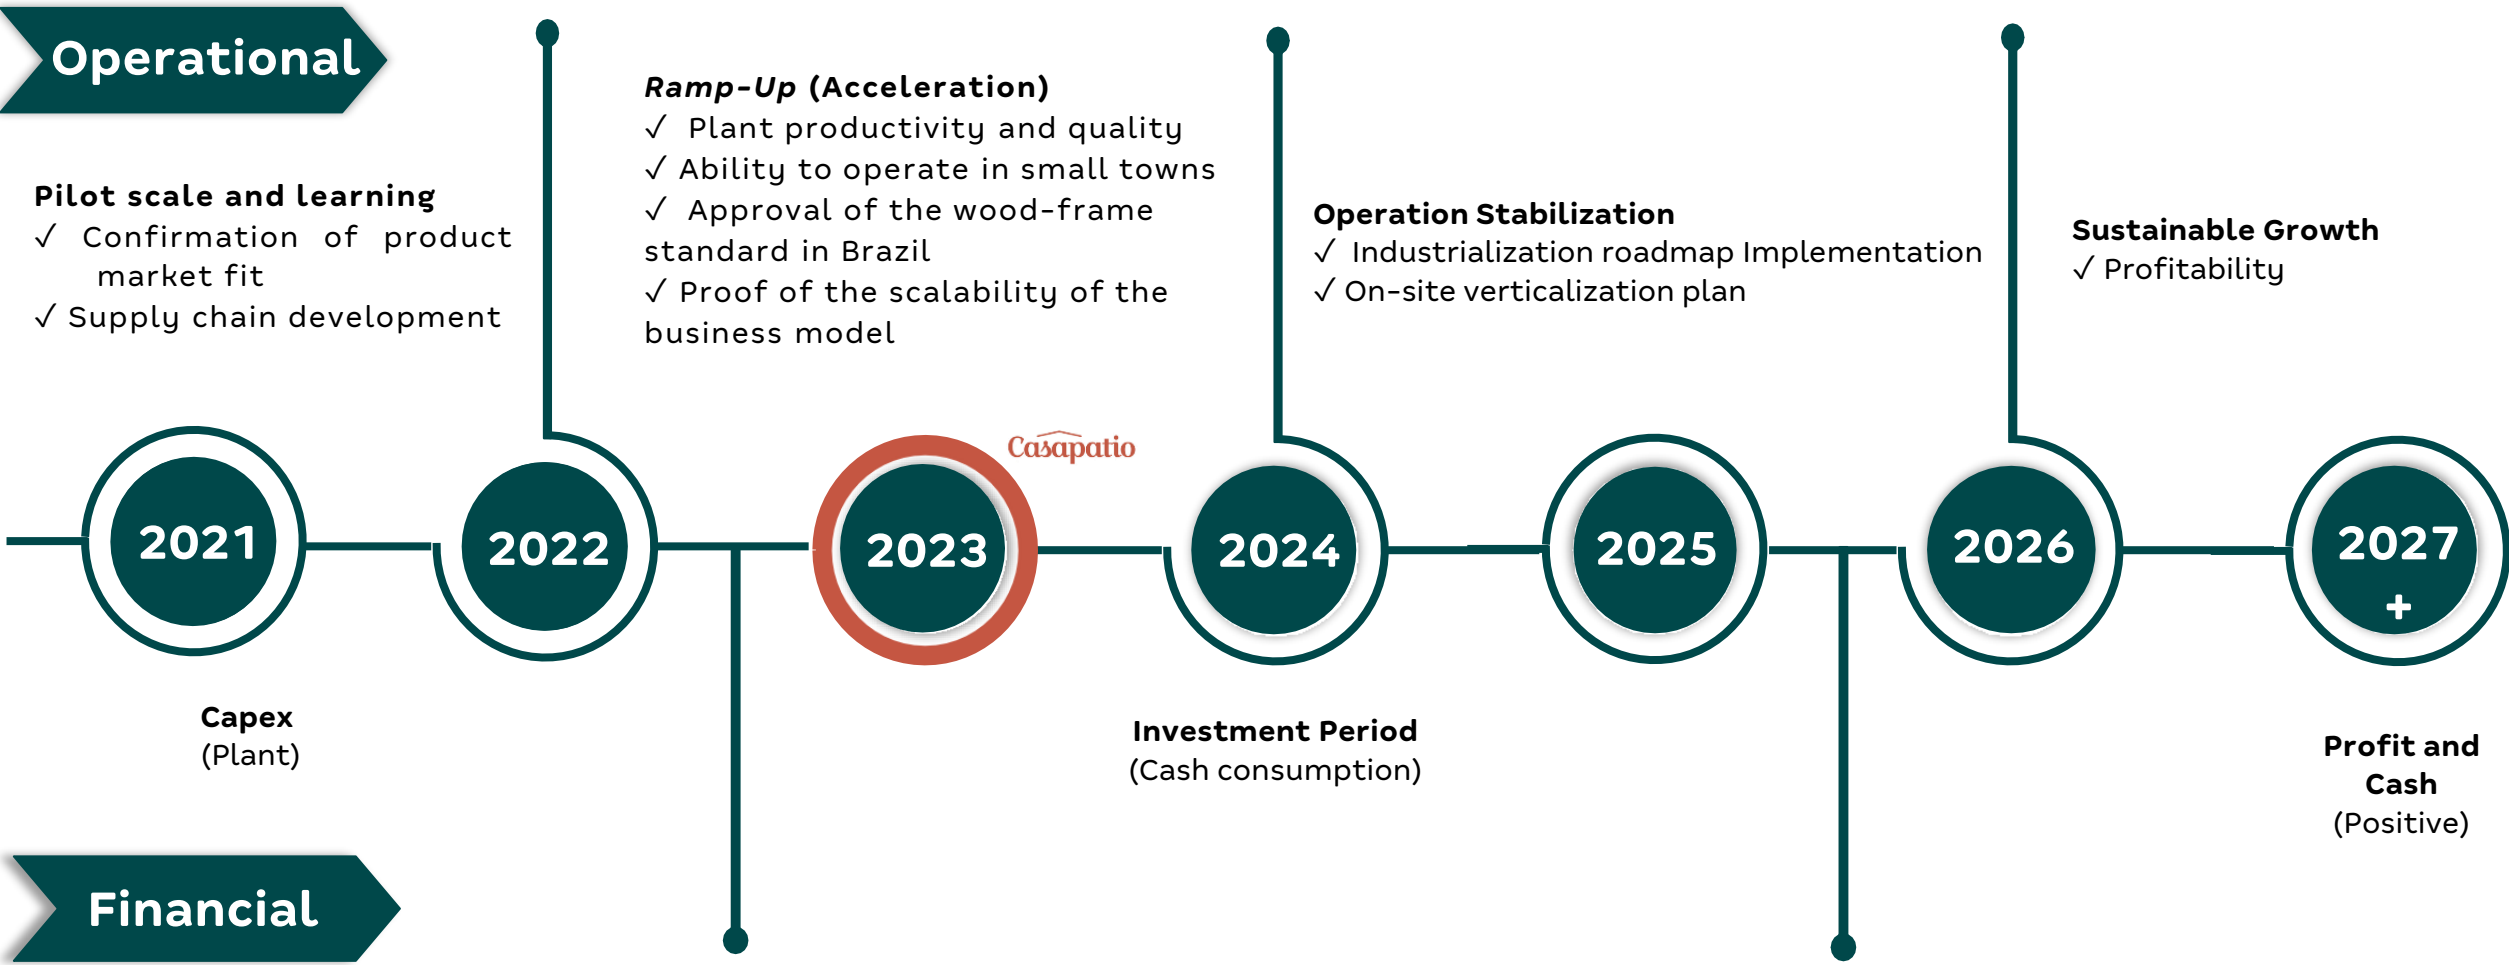 Operational
Pilot scale and learning
✓ Confirmation of product
market fit
✓ Supply chain development
Ramp-Up (Acceleration)
✓ Plant productivity and quality
✓ Ability to operate in small towns
✓ Approval of the wood-frame
standard in Brazil
✓ Proof of the scalability of the
business model
Operation Stabilization
✓ Industrialization roadmap Implementation
✓ On-site verticalization plan
Sustainable Growth
✓ Profitability
Casapatio
2021
2022
2023
2024
2025
2026
2027
+
Capex
(Plant)
Investment Period
(Cash consumption)
Profit and
Cash
(Positive)
Financial